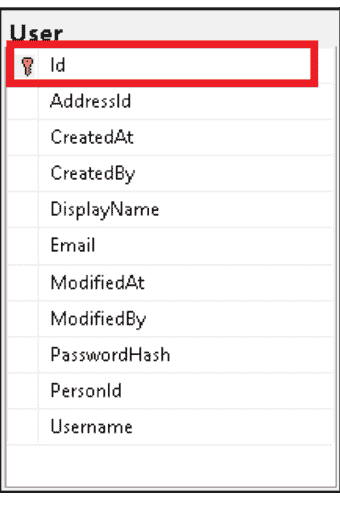 User
Id
AddressId
CreatedAt
CreatedBy
DisplayName
Email
ModifiedAt
ModifiedBy
PasswordHash
PersonId
Username